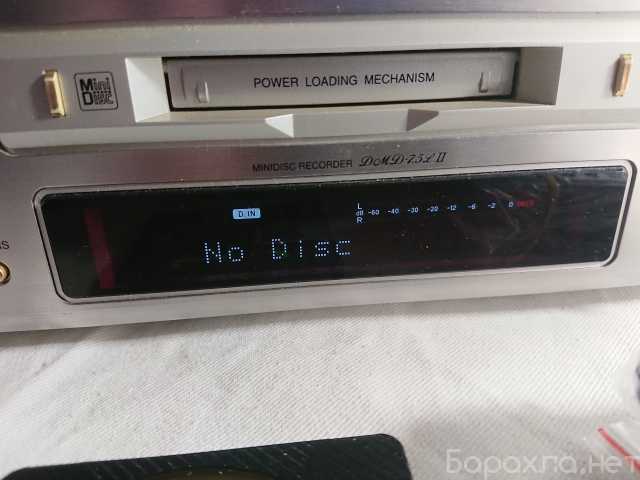 Mini
Disc
POWER LOADING MECHANISM
MINIDISC RECORDER DMD-7.5L II
D. IN
L
dB -60 -40 -30 -20 -12 -6 -2 0 OVER
R
No Disc
Барахла.нет